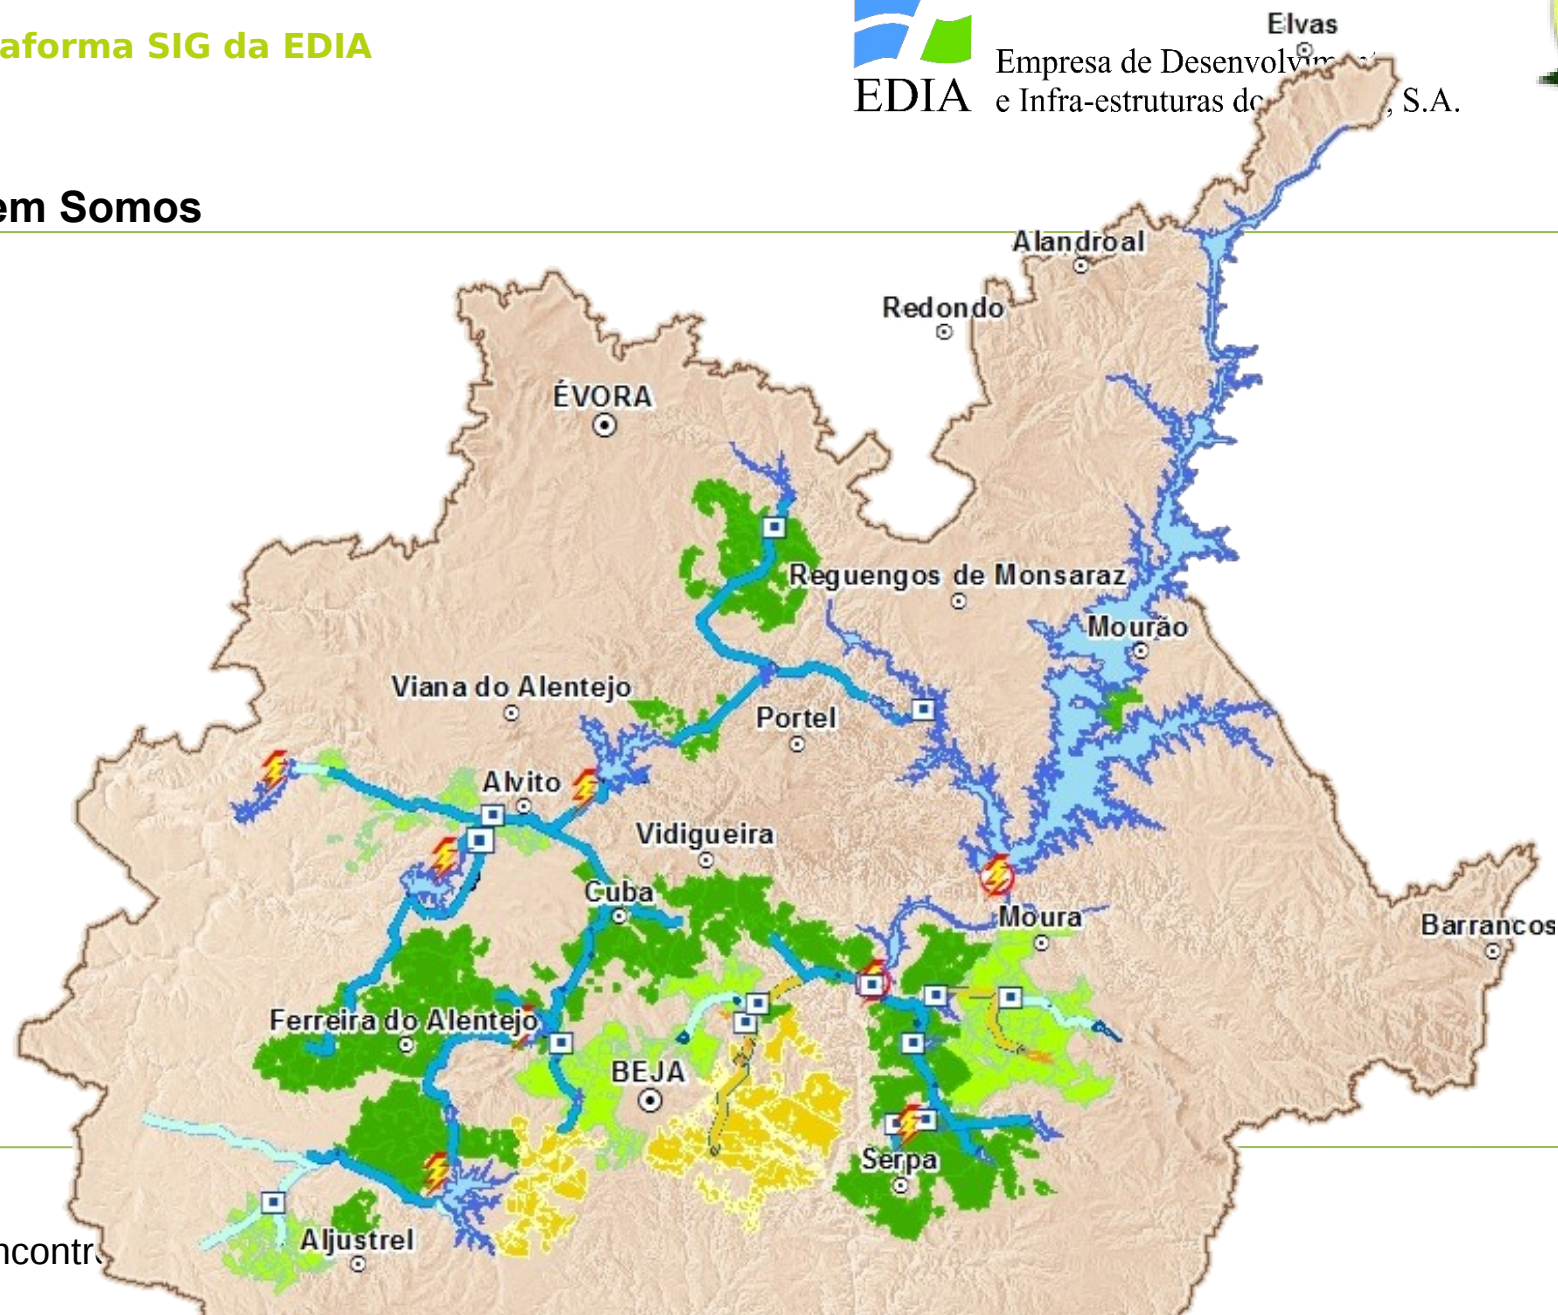 aforma SIG da EDIA
EDIA
Empresa de Desenvolvim
e Infra-estruturas do , S.A.
Elvas
em Somos
Alandroal
Redondo
ÉVORA
Reguengos de Monsaraz
Mourão
Viana do Alentejo
Portel
Alvito
Vidigueira
Cuba
Moura
Barrancos
Ferreira do Alentejo
BEJA
Serpa
Aljustrel
ncontr